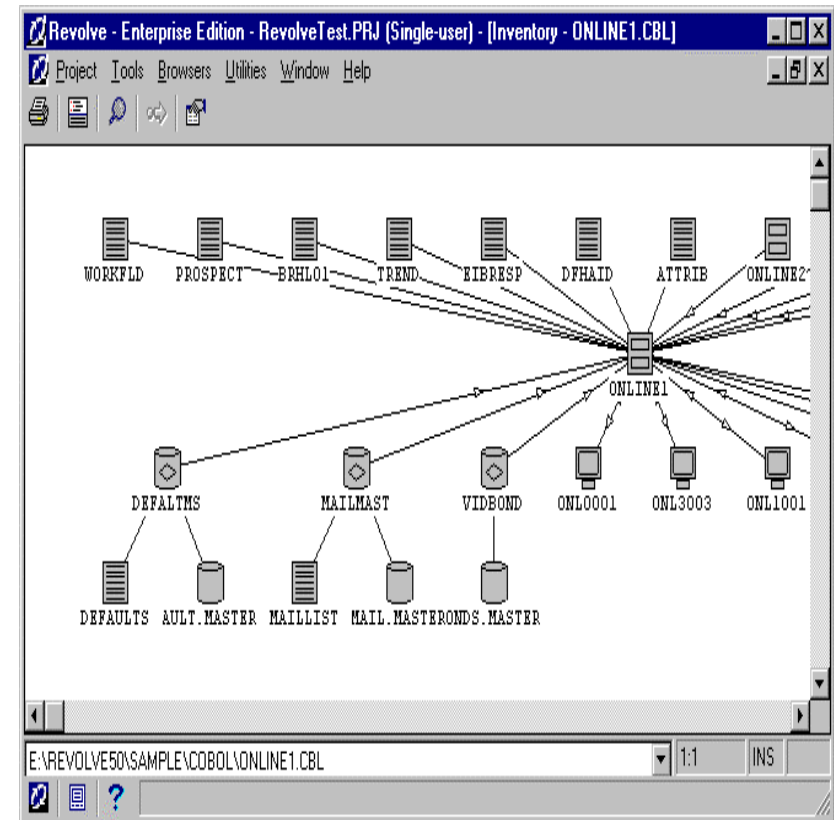 Revolve - Enterprise Edition - RevolveTest.PRJ (Single-user) - [Inventory - ONLINE1.CBL]
Project Tools Browsers Utilities Window Help
WORKFLD PROSPECT BRHL01 TREND EIBRESP DFHAID ATTRIB ONLINE2
ONLINE1
DEFALTMS MAILMAST VIDBOND ONL0001 ONL3003 ONL1001
DEFAULTS AULT.MASTER MAILLIST MAIL.MASTERONDS.MASTER
E:\REVOLVE50\SAMPLE\COBOL\ONLINE1.CBL 1:1 INS